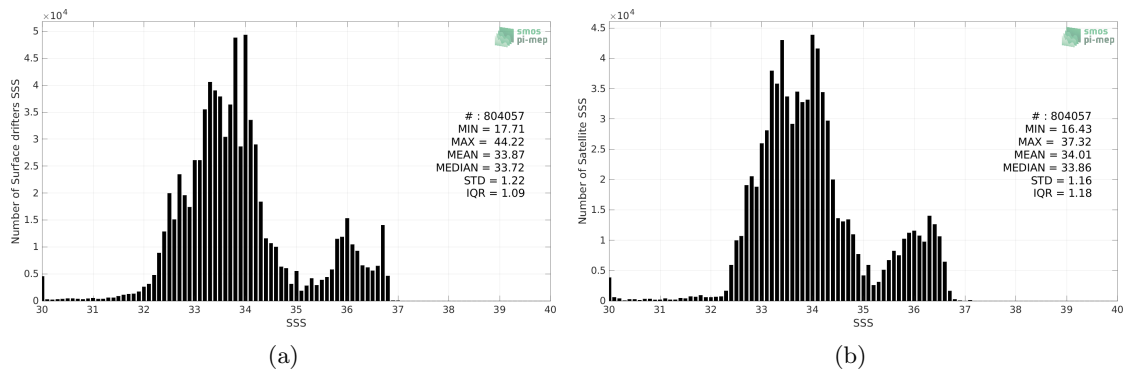 ×10⁴
5
4.5
4
3.5
3
2.5
2
1.5
1
0.5
0
30 31 32 33 34 35 36 37 38 39 40
Number of Surface drifters SSS
SSS
smos
pi-mep
# : 804057
MIN = 17.71
MAX = 44.22
MEAN = 33.87
MEDIAN = 33.72
STD = 1.22
IQR = 1.09
(a)
×10⁴
4.5
4
3.5
3
2.5
2
1.5
1
0.5
0
30 31 32 33 34 35 36 37 38 39 40
Number of Satellite SSS
SSS
smos
pi-mep
# : 804057
MIN = 16.43
MAX = 37.32
MEAN = 34.01
MEDIAN = 33.86
STD = 1.16
IQR = 1.18
(b)